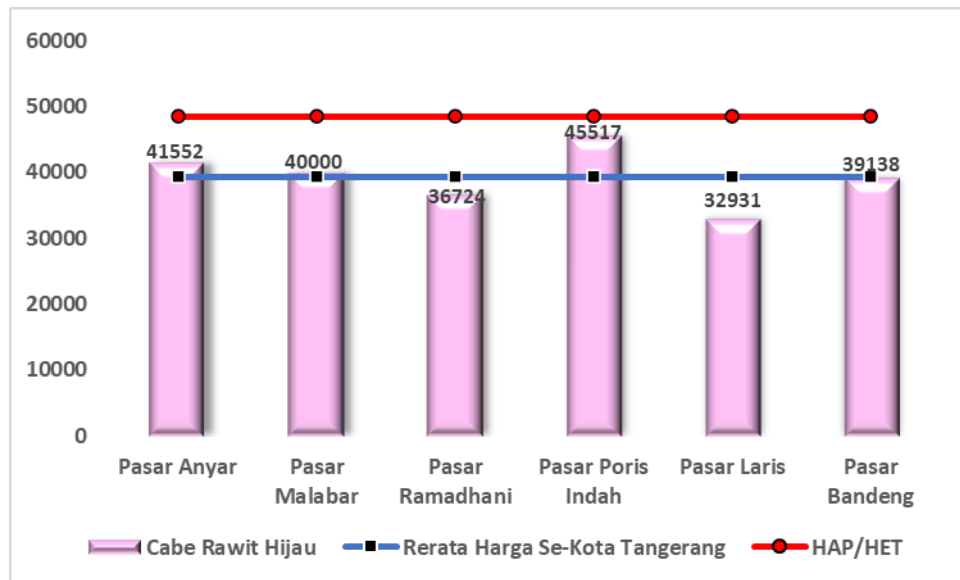 60000
50000
40000
30000
20000
10000
0
41552
40000
36724
45517
32931
39138
Pasar Anyar
Pasar
Malabar
Pasar
Ramadhani
Pasar Poris
Indah
Pasar Laris
Pasar
Bandeng
Cabe Rawit Hijau
Rerata Harga Se-Kota Tangerang
HAP/HET